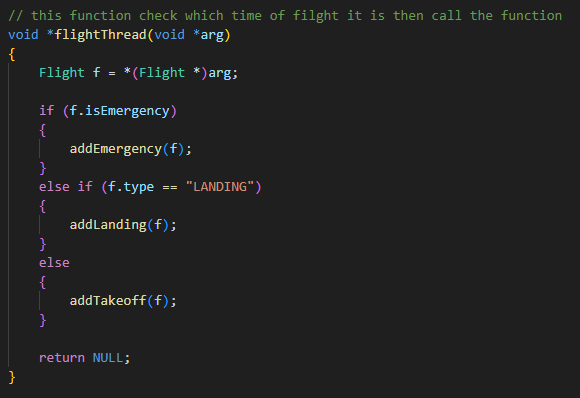 // this function check which time of filght it is then call the function
void *flightThread(void *arg)
{
    Flight f = *(Flight *)arg;

    if (f.isEmergency)
    {
        addEmergency(f);
    }
    else if (f.type == "LANDING")
    {
        addLanding(f);
    }
    else
    {
        addTakeoff(f);
    }

    return NULL;
}